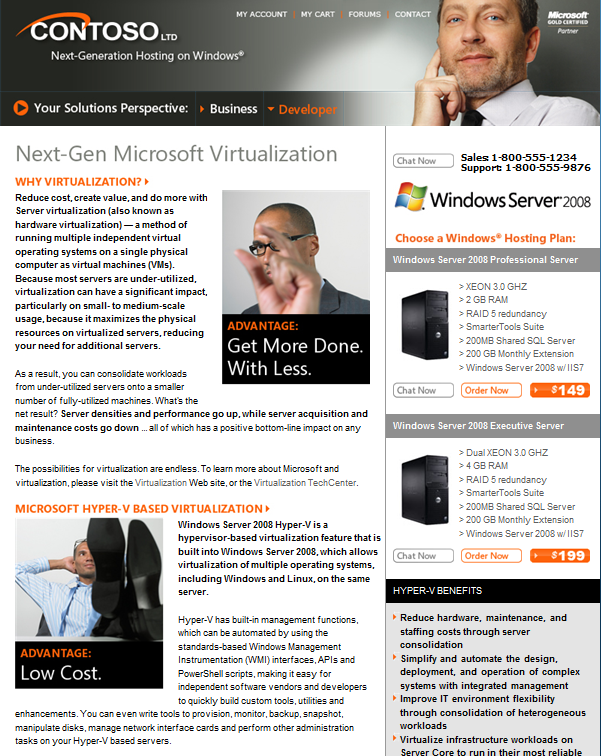 CONTOSO LTD
Next-Generation Hosting on Windows®
MY ACCOUNT | MY CART | FORUMS | CONTACT
Microsoft
GOLD CERTIFIED
Partner
Your Solutions Perspective: Business Developer
Next-Gen Microsoft Virtualization
WHY VIRTUALIZATION?
Reduce cost, create value, and do more with
Server virtualization (also known as
hardware virtualization) — a method of
running multiple independent virtual
operating systems on a single physical
computer as virtual machines (VMs).
Because most servers are under-utilized,
virtualization can have a significant impact,
particularly on small- to medium-scale
usage, because it maximizes the physical
resources on virtualized servers, reducing
your need for additional servers.
ADVANTAGE:
Get More Done.
With Less.
As a result, you can consolidate workloads
from under-utilized servers onto a smaller
number of fully-utilized machines. What's the
net result? Server densities and performance go up, while server acquisition and
maintenance costs go down ... all of which has a positive bottom-line impact on any
business.
The possibilities for virtualization are endless. To learn more about Microsoft and
virtualization, please visit the Virtualization Web site, or the Virtualization TechCenter.
MICROSOFT HYPER-V BASED VIRTUALIZATION
ADVANTAGE:
Low Cost.
Windows Server 2008 Hyper-V is a
hypervisor-based virtualization feature that is
built into Windows Server 2008, which allows
virtualization of multiple operating systems,
including Windows and Linux, on the same
server.
Hyper-V has built-in management functions,
which can be automated by using the
standards-based Windows Management
Instrumentation (WMI) interfaces, APIs and
PowerShell scripts, making it easy for
independent software vendors and developers
to quickly build custom tools, utilities and
enhancements. You can even write tools to provision, monitor, backup, snapshot,
manipulate disks, manage network interface cards and perform other administration
tasks on your Hyper-V based servers.
Chat Now
Sales: 1-800-555-1234
Support: 1-800-555-9876
Windows Server 2008
Choose a Windows® Hosting Plan:
Windows Server 2008 Professional Server
> XEON 3.0 GHZ
> 2 GB RAM
> RAID 5 redundancy
> SmarterTools Suite
> 200MB Shared SQL Server
> 200 GB Monthly Extension
> Windows Server 2008 w/ IIS7
Chat Now Order Now $149
Windows Server 2008 Executive Server
> Dual XEON 3.0 GHZ
> 4 GB RAM
> RAID 5 redundancy
> SmarterTools Suite
> 200MB Shared SQL Server
> 200 GB Monthly Extension
> Windows Server 2008 w/ IIS7
Chat Now Order Now $199
HYPER-V BENEFITS
Reduce hardware, maintenance, and
staffing costs through server
consolidation
Simplify and automate the design,
deployment, and operation of complex
systems with integrated management
Improve IT environment flexibility
through consolidation of heterogeneous
workloads
Virtualize infrastructure workloads on
Server Core to run in their most reliable